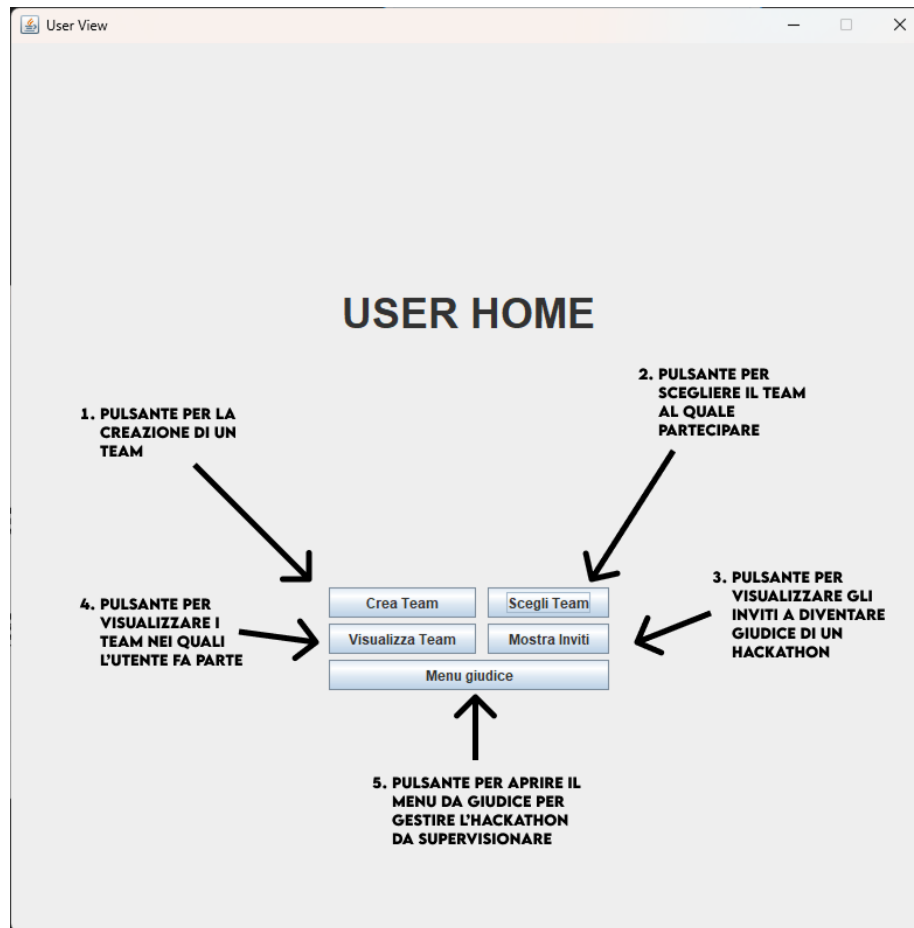 User View
USER HOME
2. PULSANTE PER
SCEGLIERE IL TEAM
AL QUALE
PARTECIPARE
1. PULSANTE PER LA
CREAZIONE DI UN
TEAM
3. PULSANTE PER
VISUALIZZARE GLI
INVITI A DIVENTARE
GIUDICE DI UN
HACKATHON
4. PULSANTE PER
VISUALIZZARE I
TEAM NEI QUALI
L'UTENTE FA PARTE
Crea Team
Scegli Team
Visualizza Team
Mostra Inviti
Menu giudice
5. PULSANTE PER APRIRE IL
MENU DA GIUDICE PER
GESTIRE L'HACKATHON
DA SUPERVISIONARE